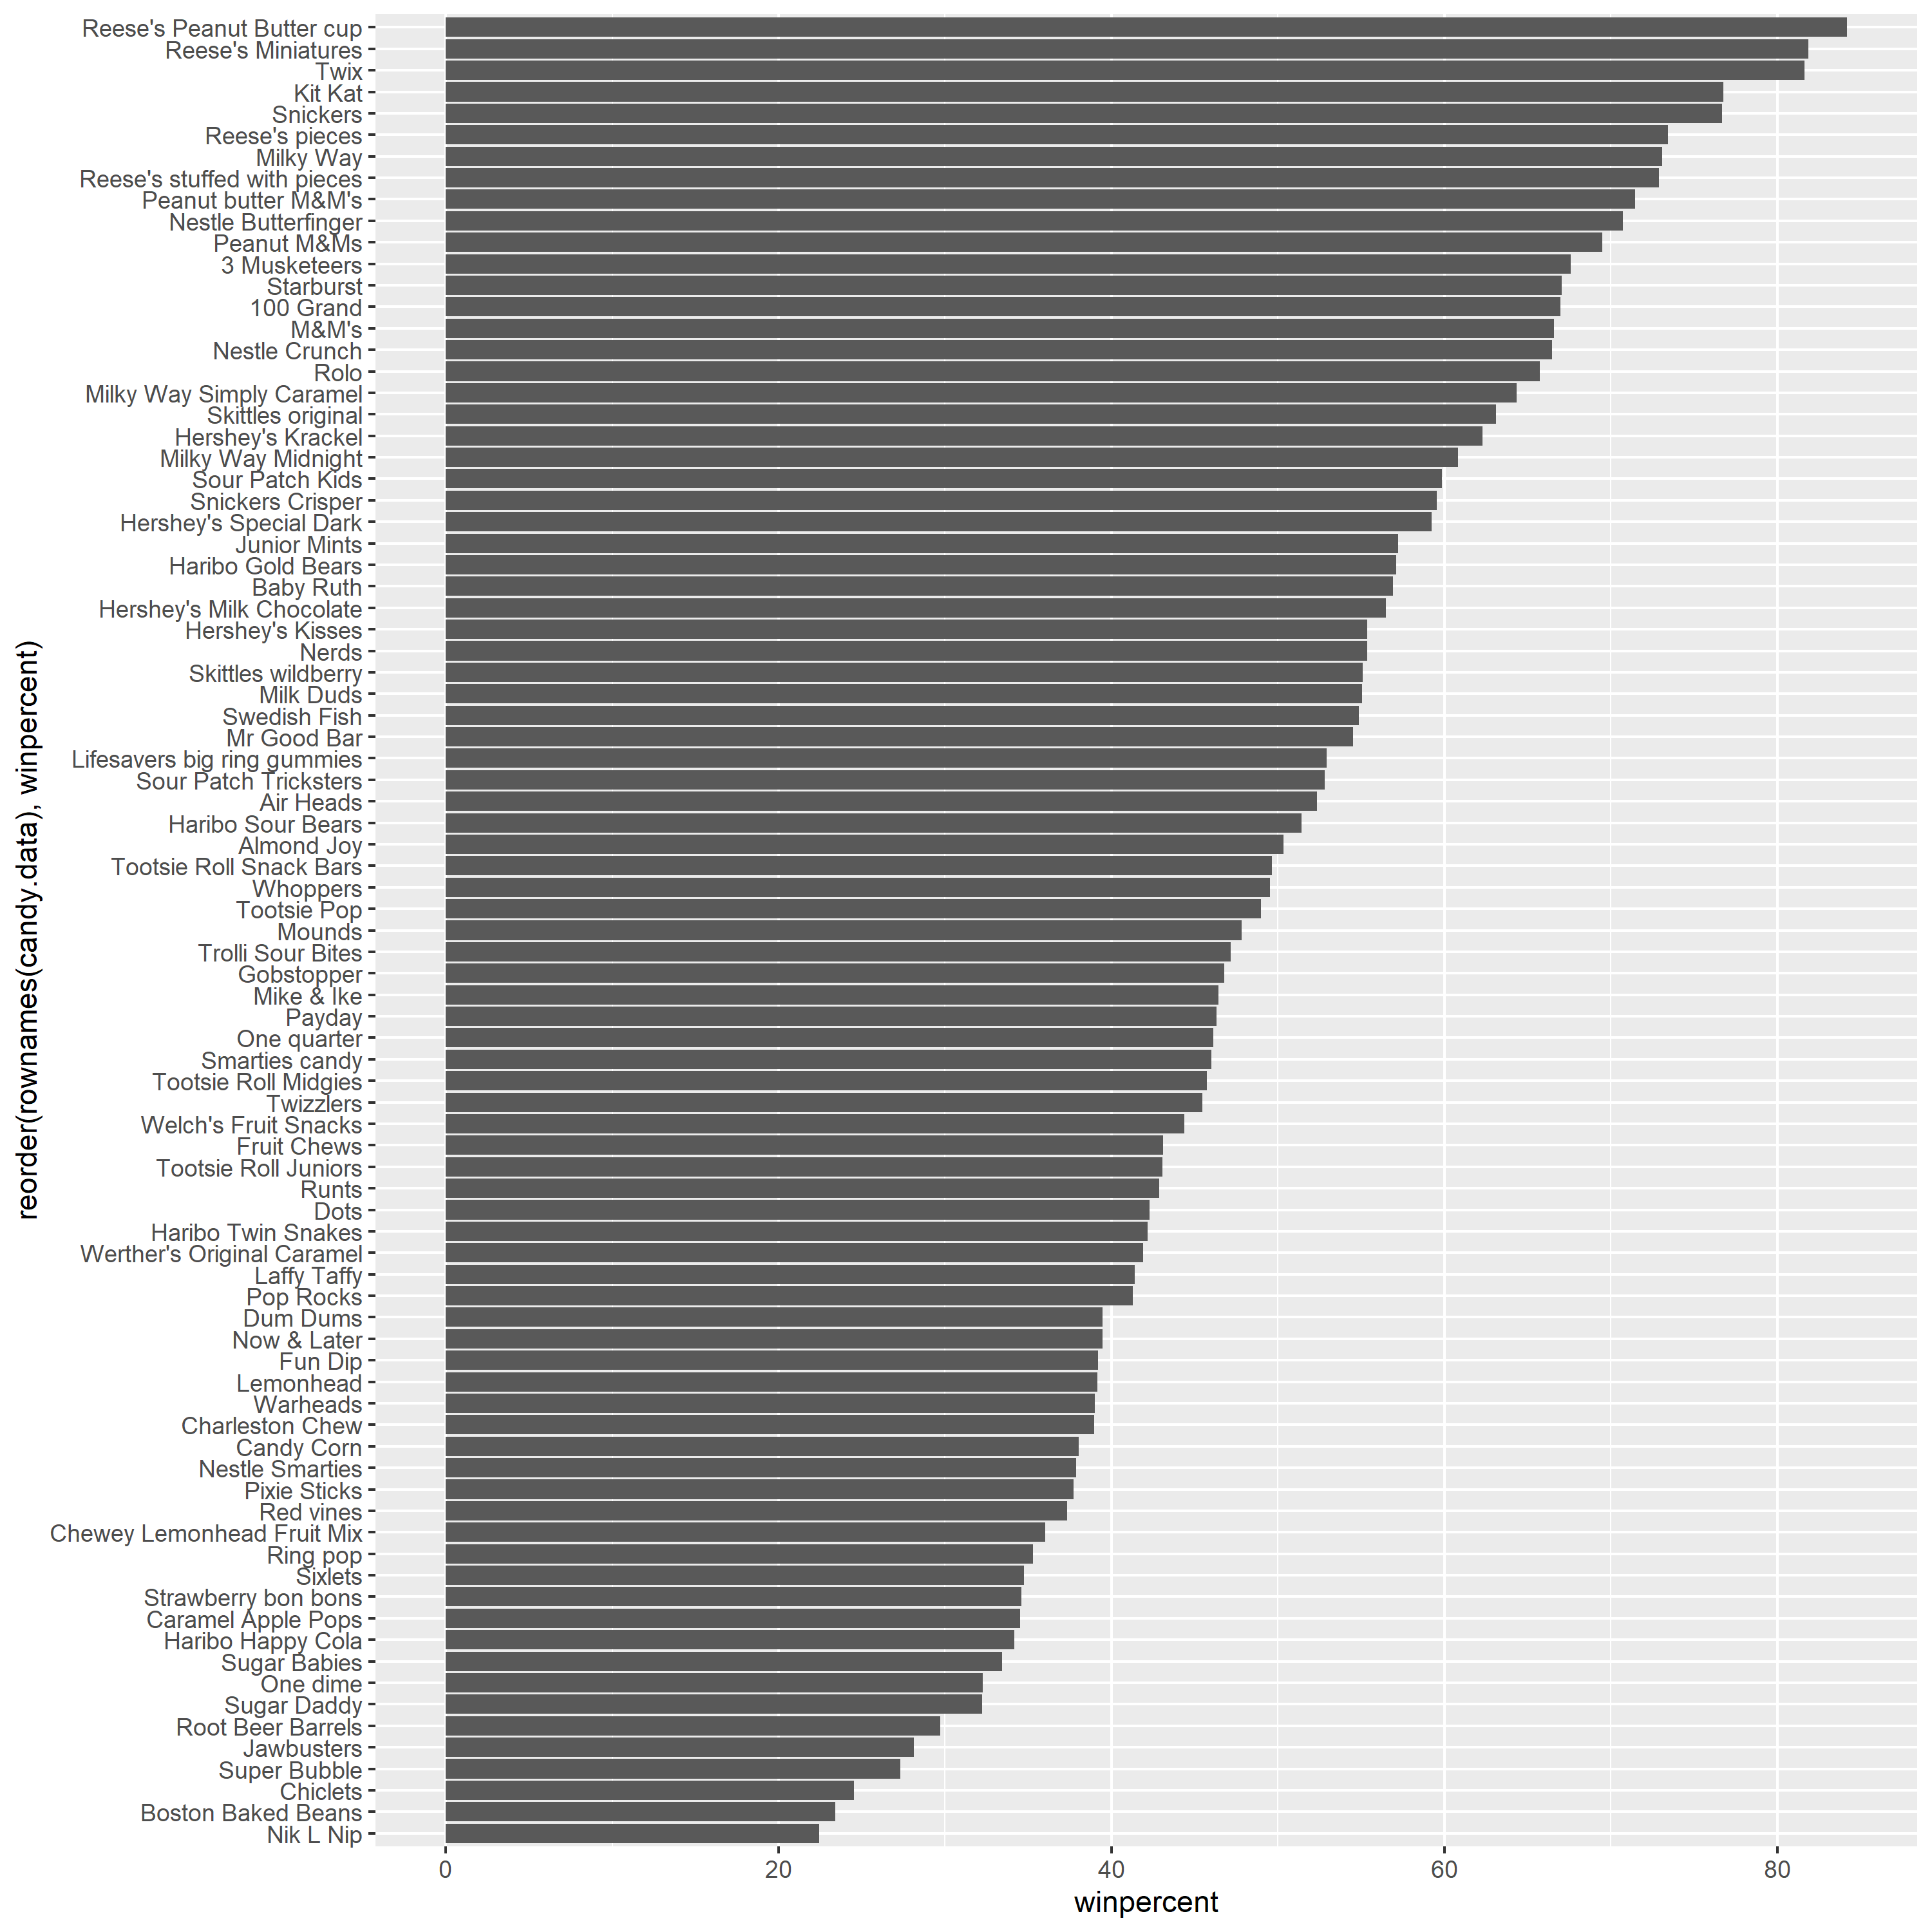 Reese's Peanut Butter cup
Reese's Miniatures
Twix
Kit Kat
Snickers
Reese's pieces
Milky Way
Reese's stuffed with pieces
Peanut butter M&M's
Nestle Butterfinger
Peanut M&Ms
3 Musketeers
Starburst
100 Grand
M&M's
Nestle Crunch
Rolo
Milky Way Simply Caramel
Skittles original
Hershey's Krackel
Milky Way Midnight
Sour Patch Kids
Snickers Crisper
Hershey's Special Dark
Junior Mints
Haribo Gold Bears
Baby Ruth
Hershey's Milk Chocolate
Hershey's Kisses
Nerds
Skittles wildberry
Milk Duds
Swedish Fish
Mr Good Bar
Lifesavers big ring gummies
Sour Patch Tricksters
Air Heads
Haribo Sour Bears
Almond Joy
Tootsie Roll Snack Bars
Whoppers
Tootsie Pop
Mounds
Trolli Sour Bites
Gobstopper
Mike & Ike
Payday
One quarter
Smarties candy
Tootsie Roll Midgies
Twizzlers
Welch's Fruit Snacks
Fruit Chews
Tootsie Roll Juniors
Runts
Dots
Haribo Twin Snakes
Werther's Original Caramel
Laffy Taffy
Pop Rocks
Dum Dums
Now & Later
Fun Dip
Lemonhead
Warheads
Charleston Chew
Candy Corn
Nestle Smarties
Pixie Sticks
Red vines
Chewey Lemonhead Fruit Mix
Ring pop
Sixlets
Strawberry bon bons
Caramel Apple Pops
Haribo Happy Cola
Sugar Babies
One dime
Sugar Daddy
Root Beer Barrels
Jawbusters
Super Bubble
Chiclets
Boston Baked Beans
Nik L Nip
reorder(rownames(candy.data), winpercent)
0 20 40 60 80
winpercent